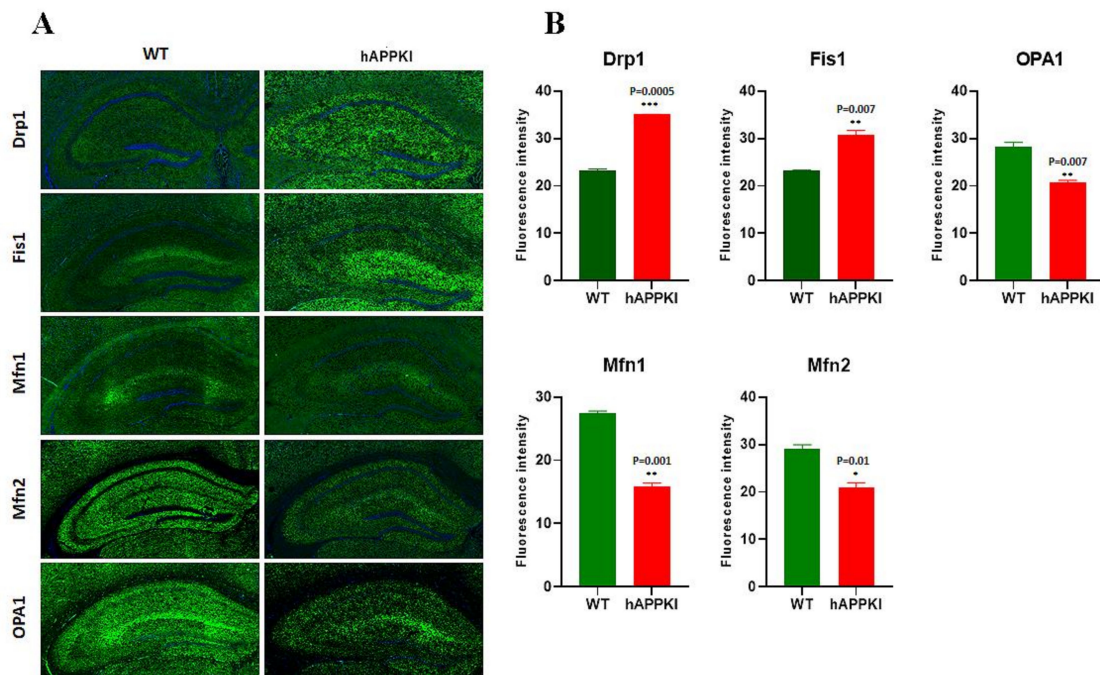 A
WT
hAPPKI
Drp1
Fis1
Mfn1
Mfn2
OPA1
B
Drp1
Fluorescence intensity
40
30
20
10
0
P=0.0005
***
WT
hAPPKI
Fis1
Fluorescence intensity
40
30
20
10
0
P=0.007
**
WT
hAPPKI
OPA1
Fluorescence intensity
40
30
20
10
0
P=0.007
**
WT
hAPPKI
Mfn1
Fluorescence intensity
30
20
10
0
P=0.001
**
WT
hAPPKI
Mfn2
Fluorescence intensity
40
30
20
10
0
P=0.01
*
WT
hAPPKI